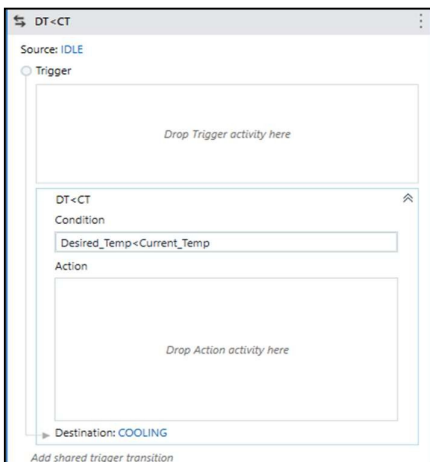 DT<CT
Source: IDLE
Trigger
Drop Trigger activity here
DT<CT
Condition
Desired_Temp<Current_Temp
Action
Drop Action activity here
Destination: COOLING
Add shared trigger transition